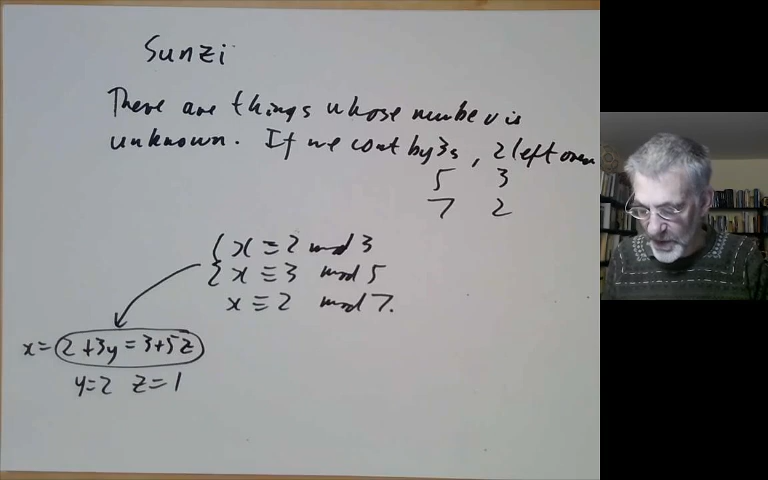 Sunzi
There are things whose number is
unknown. If we count by 3s, 2 left over
5 3
7 2
x ≡ 2 mod 3
x ≡ 3 mod 5
x ≡ 2 mod 7.
x = 2 + 3y = 3 + 5z
y = 2 z = 1